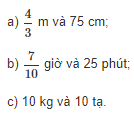 a) 4/3 m và 75 cm;
b) 7/10 giờ và 25 phút;
c) 10 kg và 10 tạ.